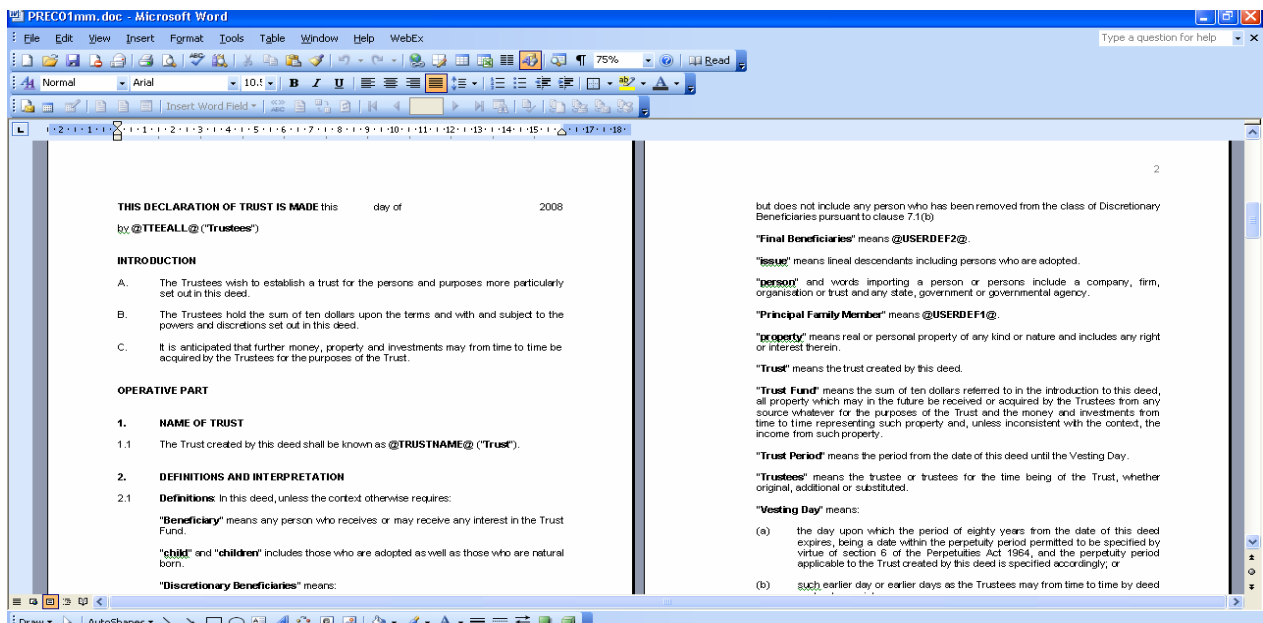 PREC01mm.doc - Microsoft Word
File Edit View Insert Format Tools Table Window Help WebEx
Type a question for help
75%
Read
Normal
Arial
10.5
B I U
Insert Word Field
L
2 1 1 2 3 4 5 6 7 8 9 10 11 12 13 14 15 17 18
THIS DECLARATION OF TRUST IS MADE this day of 2008
by @TTEEALL@ ("Trustees")
INTRODUCTION
A. The Trustees wish to establish a trust for the persons and purposes more particularly
set out in this deed.
B. The Trustees hold the sum of ten dollars upon the terms and with and subject to the
powers and discretions set out in this deed.
C. It is anticipated that further money, property and investments may from time to time be
acquired by the Trustees for the purposes of the Trust.
OPERATIVE PART
1. NAME OF TRUST
1.1 The Trust created by this deed shall be known as @TRUSTNAME@ ("Trust").
2. DEFINITIONS AND INTERPRETATION
2.1 Definitions: In this deed, unless the context otherwise requires:
"Beneficiary" means any person who receives or may receive any interest in the Trust
Fund.
"child" and "children" includes those who are adopted as well as those who are natural
born.
"Discretionary Beneficiaries" means:
2
but does not include any person who has been removed from the class of Discretionary
Beneficiaries pursuant to clause 7.1(b)
"Final Beneficiaries" means @USERDEF2@.
"issue" means lineal descendants including persons who are adopted.
"person" and words importing a person or persons include a company, firm,
organisation or trust and any state, government or governmental agency.
"Principal Family Member" means @USERDEF1@.
"property" means real or personal property of any kind or nature and includes any right
or interest therein.
"Trust" means the trust created by this deed.
"Trust Fund" means the sum of ten dollars referred to in the introduction to this deed,
all property which may in the future be received or acquired by the Trustees from any
source whatever for the purposes of the Trust and the money and investments from
time to time representing such property and, unless inconsistent with the context, the
income from such property.
"Trust Period" means the period from the date of this deed until the Vesting Day.
"Trustees" means the trustee or trustees for the time being of the Trust, whether
original, additional or substituted.
"Vesting Day" means:
(a) the day upon which the period of eighty years from the date of this deed
expires, being a date within the perpetuity period permitted to be specified by
virtue of section 6 of the Perpetuities Act 1964, and the perpetuity period
applicable to the Trust created by this deed is specified accordingly; or
(b) such earlier day or earlier days as the Trustees may from time to time by deed
Draw AutoShapes